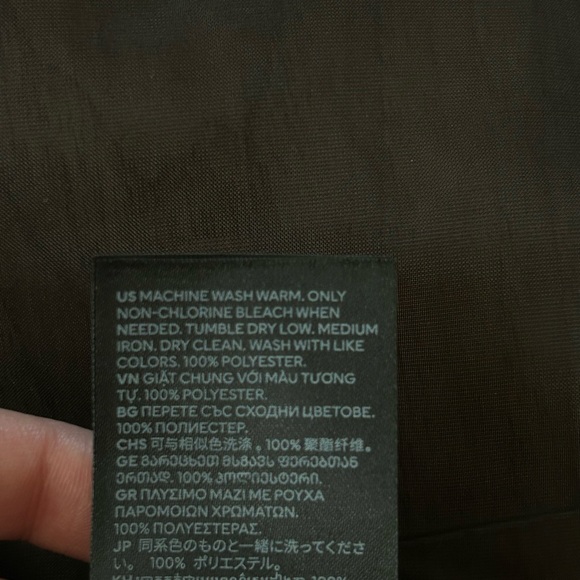 US MACHINE WASH WARM. ONLY
NON-CHLORINE BLEACH WHEN
NEEDED. TUMBLE DRY LOW. MEDIUM
IRON. DRY CLEAN. WASH WITH LIKE
COLORS. 100% POLYESTER.
VN GIẶT CHUNG VỚI MÀU TƯƠNG
TỰ. 100% POLYESTER.
BG ПЕРЕТЕ СЪС СХОДНИ ЦВЕТОВЕ.
100% ПОЛИЕСТЕР.
CHS 可与相似色洗涤。100% 聚酯纤维。
GE გარეცხეთ მსგავს ფერებთან
ერთად. 100% პოლიესტერი.
GR ΠΛΥΣΙΜΟ ΜΑΖΙ ΜΕ ΡΟΥΧΑ
ΠΑΡΟΜΟΙΩΝ ΧΡΩΜΑΤΩΝ.
100% ΠΟΛΥΕΣΤΕΡΑΣ.
JP 同系色のものと一緒に洗ってくださ
い。 100% ポリエステル。